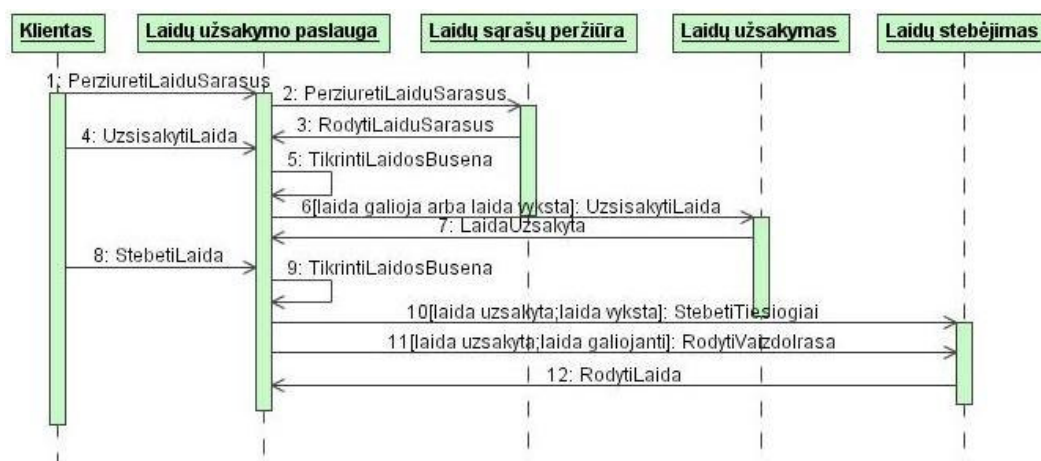 Klientas
Laidų užsakymo paslauga
Laidų sąrašų peržiūra
Laidų užsakymas
Laidų stebėjimas
1: PerziuretiLaiduSarasus
2: PerziuretiLaiduSarasus
3: RodytiLaiduSarasus
4: UzsisakytiLaida
5: TikrintiLaidosBusena
6[laida galioja arba laida vyksta]: UzsisakytiLaida
7: LaidaUzsakyta
8: StebetiLaida
9: TikrintiLaidosBusena
10[laida uzsakyta;laida vyksta]: StebetiTiesiogiai
11[laida uzsakyta;laida galiojanti]: RodytiVaizdoIrasa
12: RodytiLaida